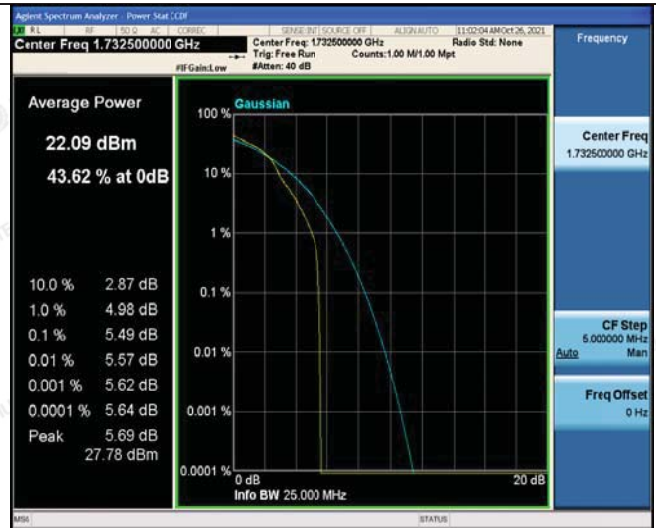 Agilent Spectrum Analyzer - Power Stat CCDF
RL RF 50 Ω AC CORREC SENSE:INT SOURCE OFF ALIGN AUTO 11:02:04 AM Oct 26, 2021
Center Freq 1.732500000 GHz
Center Freq: 1.732500000 GHz
Radio Std: None
Trig: Free Run
Counts:1.00 M/1.00 Mpt
#IFGain:Low
#Atten: 40 dB
Frequency
Average Power
22.09 dBm
43.62 % at 0dB
10.0 % 2.87 dB
1.0 % 4.98 dB
0.1 % 5.49 dB
0.01 % 5.57 dB
0.001 % 5.62 dB
0.0001 % 5.64 dB
Peak 5.69 dB
27.78 dBm
Gaussian
100 %
10 %
1 %
0.1 %
0.01 %
0.001 %
0.0001 %
0 dB
20 dB
Info BW 25.000 MHz
Center Freq
1.732500000 GHz
CF Step
5.000000 MHz
Auto Man
Freq Offset
0 Hz
MSG
STATUS